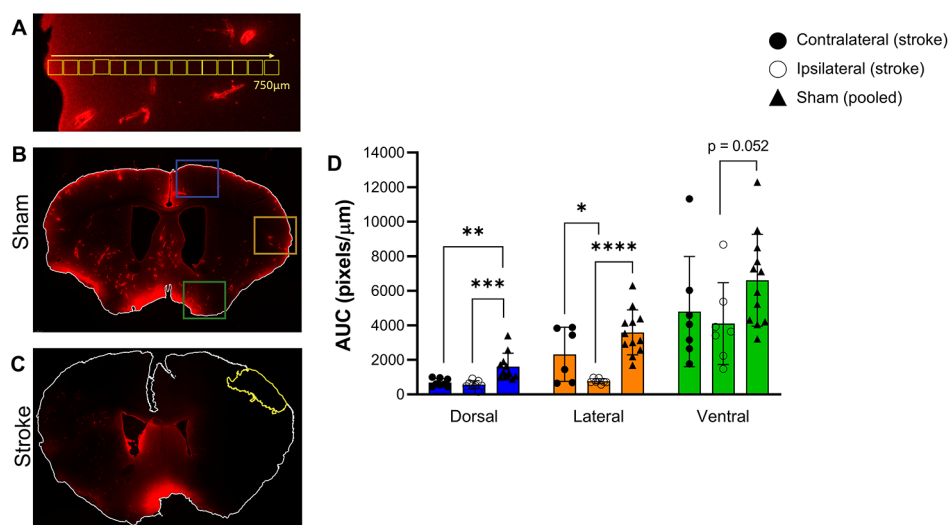 A
750µm
B
Sham
C
Stroke
Contralateral (stroke)
Ipsilateral (stroke)
Sham (pooled)
D
AUC (pixels/µm)
14000
12000
10000
8000
6000
4000
2000
0
**
***
*
****
p = 0.052
Dorsal
Lateral
Ventral